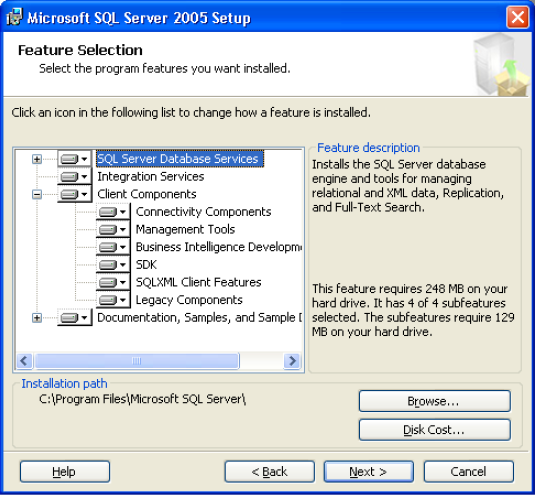 Microsoft SQL Server 2005 Setup
Feature Selection
Select the program features you want installed.
Click an icon in the following list to change how a feature is installed.
SQL Server Database Services
Integration Services
Client Components
Connectivity Components
Management Tools
Business Intelligence Developm
SDK
SQLXML Client Features
Legacy Components
Documentation, Samples, and Sample
Feature description
Installs the SQL Server database
engine and tools for managing
relational and XML data, Replication,
and Full-Text Search.
This feature requires 248 MB on your
hard drive. It has 4 of 4 subfeatures
selected. The subfeatures require 129
MB on your hard drive.
Installation path
C:\Program Files\Microsoft SQL Server\
Browse...
Disk Cost...
Help
< Back
Next >
Cancel